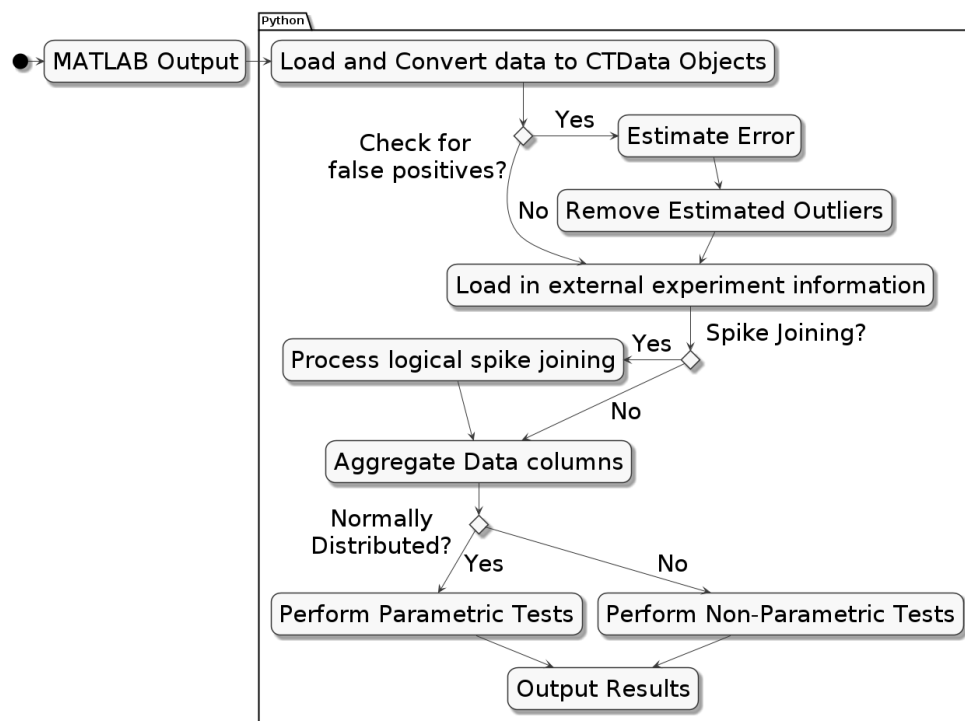 Python
MATLAB Output
Load and Convert data to CTData Objects
Check for
false positives?
Yes
Estimate Error
No
Remove Estimated Outliers
Load in external experiment information
Spike Joining?
Yes
Process logical spike joining
No
Aggregate Data columns
Normally
Distributed?
Yes
No
Perform Parametric Tests
Perform Non-Parametric Tests
Output Results